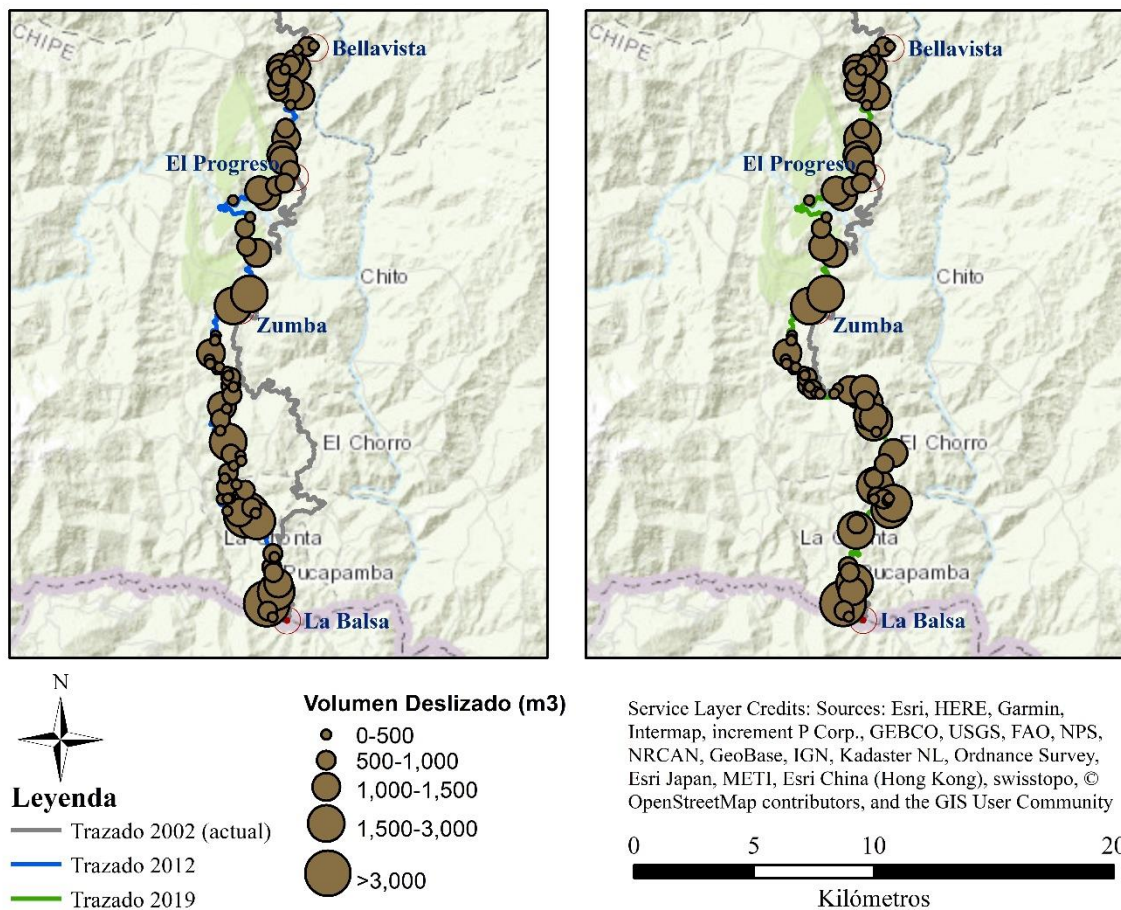 CHIPE
Bellavista
El Progreso
Chito
Zumba
El Chorro
La Chonta
Pucapamba
La Balsa
CHIPE
Bellavista
El Progreso
Chito
Zumba
El Chorro
La Chonta
Pucapamba
La Balsa
N
Leyenda
Trazado 2002 (actual)
Trazado 2012
Trazado 2019
Volumen Deslizado (m3)
0-500
500-1,000
1,000-1,500
1,500-3,000
>3,000
Service Layer Credits: Sources: Esri, HERE, Garmin,
Intermap, increment P Corp., GEBCO, USGS, FAO, NPS,
NRCAN, GeoBase, IGN, Kadaster NL, Ordnance Survey,
Esri Japan, METI, Esri China (Hong Kong), swisstopo, ©
OpenStreetMap contributors, and the GIS User Community
0 5 10 20
Kilómetros